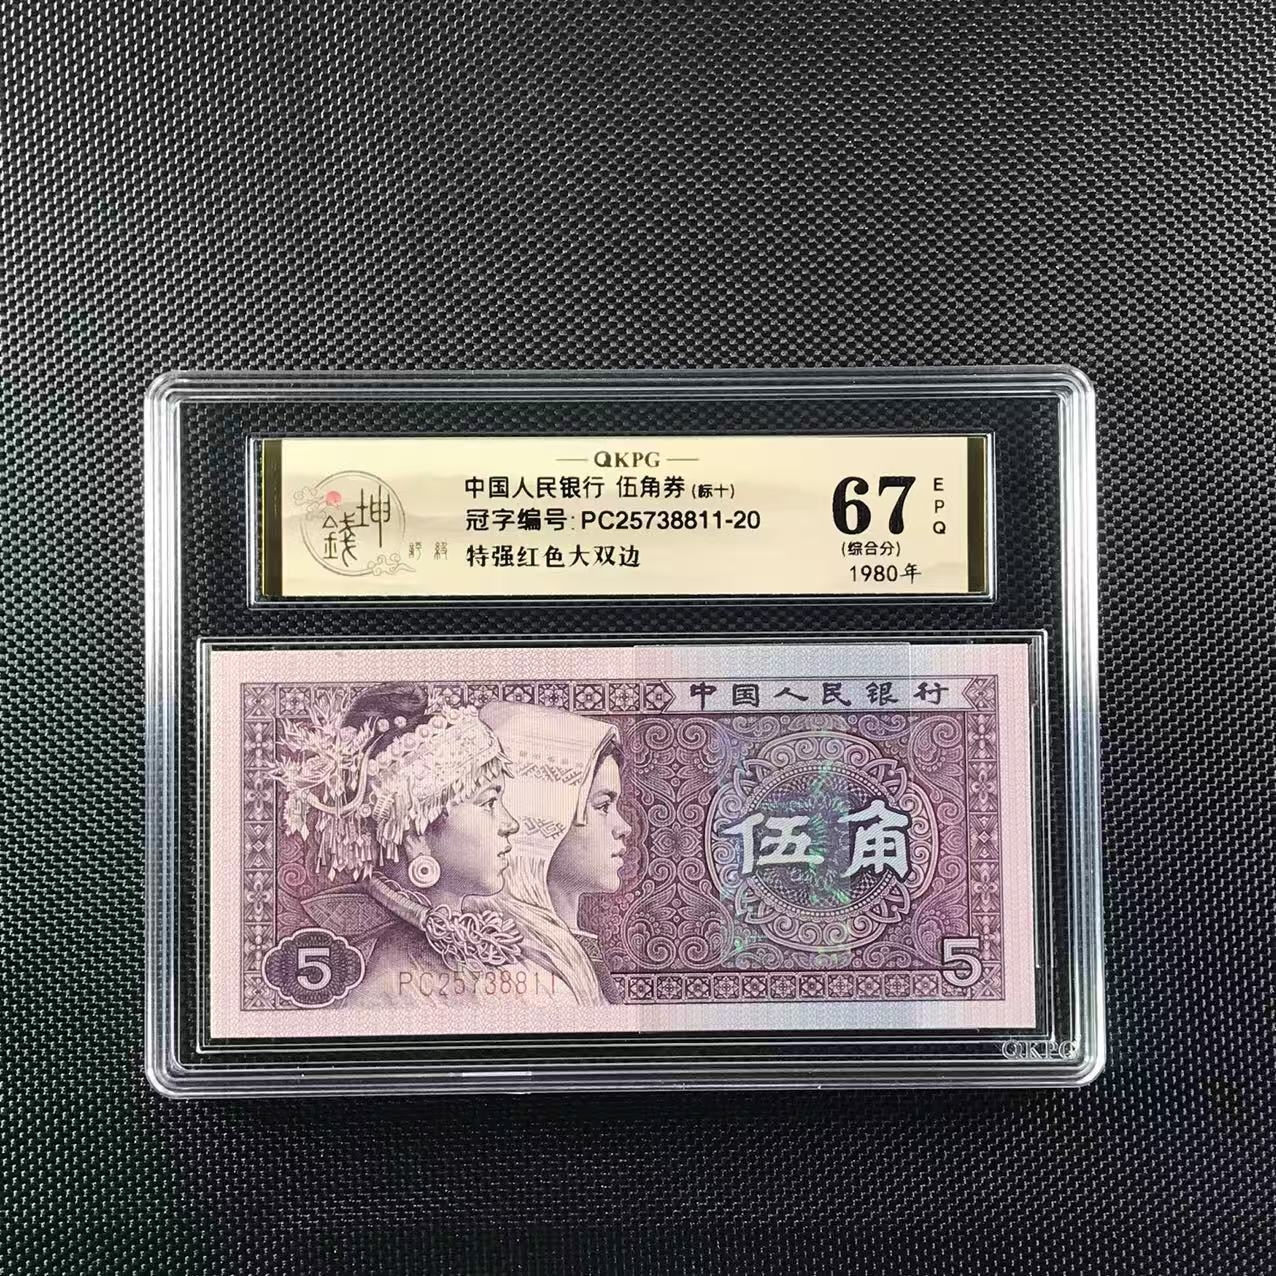 QKPG
中国人民银行 伍角券(标十)
冠字编号:PC25738811-20
特强红色大双边
坤
錢
67
EPQ
(综合分)
1980年
中国人民银行
伍角
5
PC25738811
5
QKPG